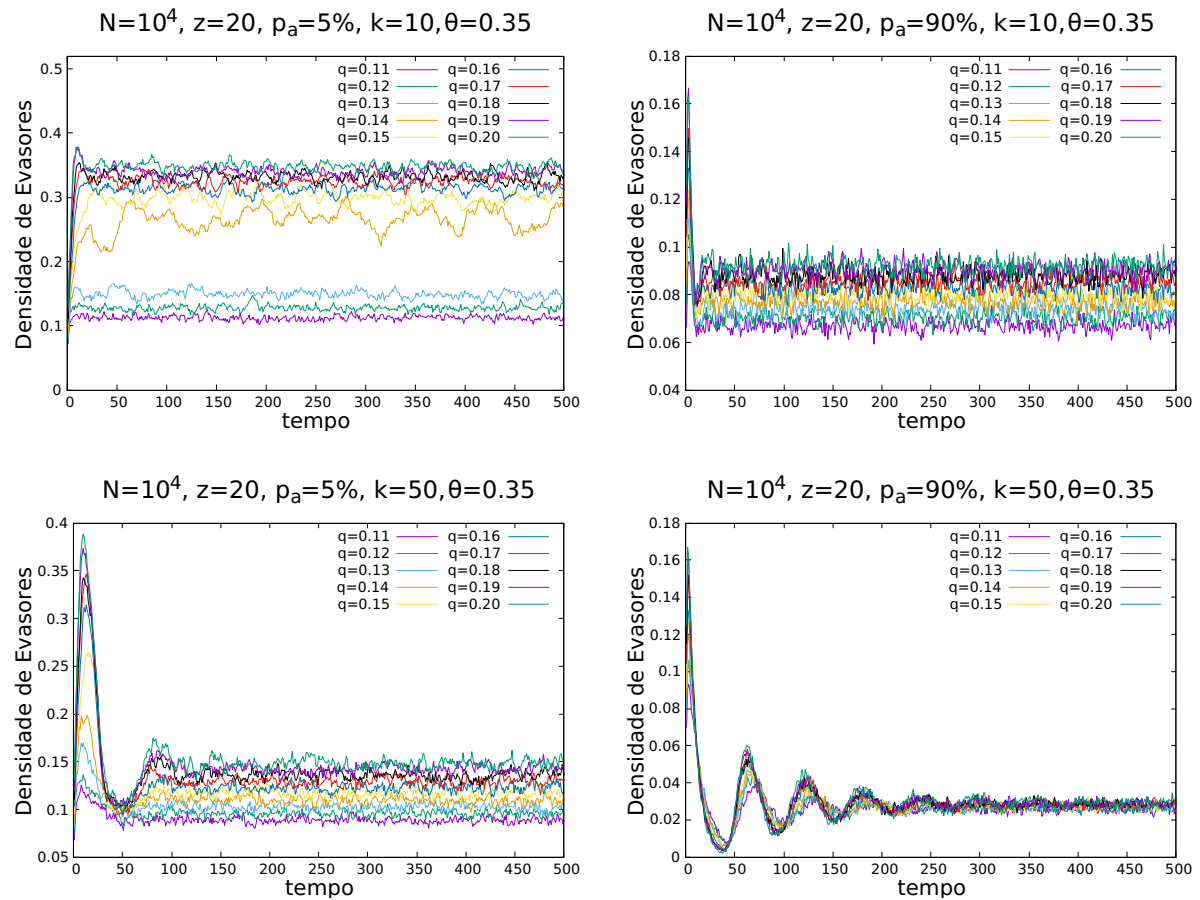 N=10⁴, z=20, pₐ=5%, k=10,θ=0.35
Densidade de Evasores
0.5
0.4
0.3
0.2
0.1
0
q=0.11 q=0.16
q=0.12 q=0.17
q=0.13 q=0.18
q=0.14 q=0.19
q=0.15 q=0.20
0 50 100 150 200 250 300 350 400 450 500
tempo
N=10⁴, z=20, pₐ=90%, k=10,θ=0.35
Densidade de Evasores
0.18
0.16
0.14
0.12
0.1
0.08
0.06
0.04
q=0.11 q=0.16
q=0.12 q=0.17
q=0.13 q=0.18
q=0.14 q=0.19
q=0.15 q=0.20
0 50 100 150 200 250 300 350 400 450 500
tempo
N=10⁴, z=20, pₐ=5%, k=50,θ=0.35
Densidade de Evasores
0.4
0.35
0.3
0.25
0.2
0.15
0.1
0.05
q=0.11 q=0.16
q=0.12 q=0.17
q=0.13 q=0.18
q=0.14 q=0.19
q=0.15 q=0.20
0 50 100 150 200 250 300 350 400 450 500
tempo
N=10⁴, z=20, pₐ=90%, k=50,θ=0.35
Densidade de Evasores
0.18
0.16
0.14
0.12
0.1
0.08
0.06
0.04
0.02
0
q=0.11 q=0.16
q=0.12 q=0.17
q=0.13 q=0.18
q=0.14 q=0.19
q=0.15 q=0.20
0 50 100 150 200 250 300 350 400 450 500
tempo